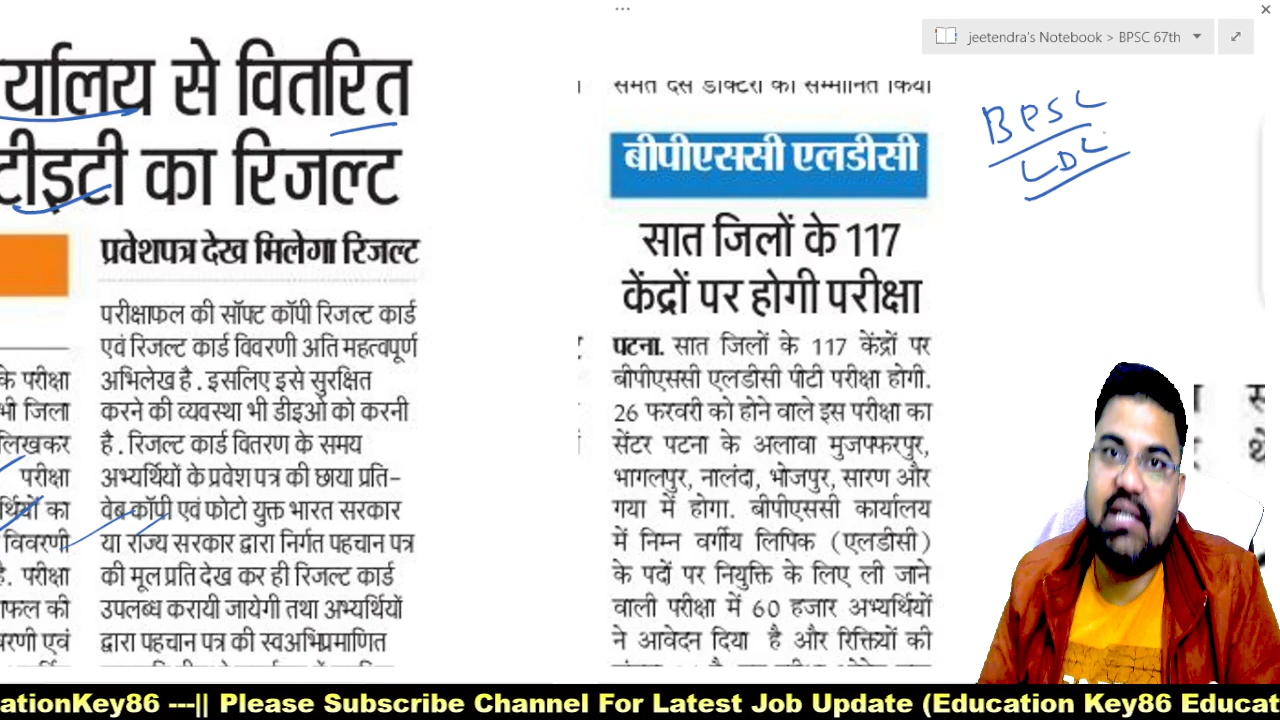 jeetendra's Notebook > BPSC 67th
र्यालय से वितरित
टीइटी का रिजल्ट
प्रवेशपत्र देख मिलेगा रिजल्ट
के परीक्षा
भी जिला
लिखकर
परीक्षा
र्थियों का
विवरणी
है. परीक्षा
फल की
वरणी एवं
परीक्षाफल की सॉफ्ट कॉपी रिजल्ट कार्ड
एवं रिजल्ट कार्ड विवरणी अति महत्वपूर्ण
अभिलेख है. इसलिए इसे सुरक्षित
करने की व्यवस्था भी डीइओ को करनी
है. रिजल्ट कार्ड वितरण के समय
अभ्यर्थियों के प्रवेश पत्र की छाया प्रति-
वेब कॉपी एवं फोटो युक्त भारत सरकार
या राज्य सरकार द्वारा निर्गत पहचान पत्र
की मूल प्रति देख कर ही रिजल्ट कार्ड
उपलब्ध करायी जायेगी तथा अभ्यर्थियों
द्वारा पहचान पत्र की स्वअभिप्रमाणित
समेत दस डॉक्टरों को सम्मानित किया
बीपीएससी एलडीसी
सात जिलों के 117
केंद्रों पर होगी परीक्षा
पटना. सात जिलों के 117 केंद्रों पर
बीपीएससी एलडीसी पीटी परीक्षा होगी.
26 फरवरी को होने वाले इस परीक्षा का
सेंटर पटना के अलावा मुजफ्फरपुर,
भागलपुर, नालंदा, भोजपुर, सारण और
गया में होगा. बीपीएससी कार्यालय
में निम्न वर्गीय लिपिक (एलडीसी)
के पदों पर नियुक्ति के लिए ली जाने
वाली परीक्षा में 60 हजार अभ्यर्थियों
ने आवेदन दिया है और रिक्तियों की
BPSC
LDC
ationKey86 ---|| Please Subscribe Channel For Latest Job Update (Education Key86 Educat